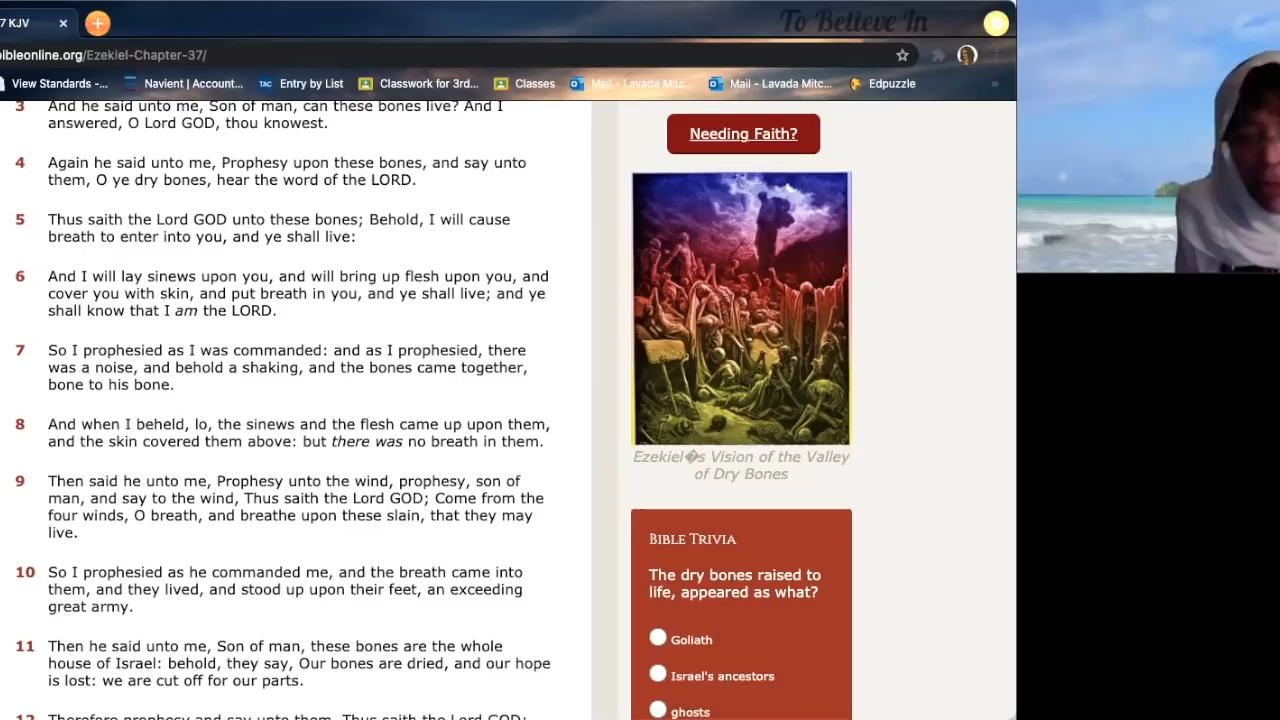 To Believe In
7 KJV
ibleonline.org/Ezekiel-Chapter-37/
View Standards -...
Navient | Account...
TAC
Entry by List
Classwork for 3rd...
Classes
Mail - Lavada Mitc...
Mail - Lavada Mitc...
Edpuzzle
»
3 And he said unto me, Son of man, can these bones live? And I
answered, O Lord GOD, thou knowest.
4 Again he said unto me, Prophesy upon these bones, and say unto
them, O ye dry bones, hear the word of the LORD.
5 Thus saith the Lord GOD unto these bones; Behold, I will cause
breath to enter into you, and ye shall live:
6 And I will lay sinews upon you, and will bring up flesh upon you, and
cover you with skin, and put breath in you, and ye shall live; and ye
shall know that I am the LORD.
7 So I prophesied as I was commanded: and as I prophesied, there
was a noise, and behold a shaking, and the bones came together,
bone to his bone.
8 And when I beheld, lo, the sinews and the flesh came up upon them,
and the skin covered them above: but there was no breath in them.
9 Then said he unto me, Prophesy unto the wind, prophesy, son of
man, and say to the wind, Thus saith the Lord GOD; Come from the
four winds, O breath, and breathe upon these slain, that they may
live.
10 So I prophesied as he commanded me, and the breath came into
them, and they lived, and stood up upon their feet, an exceeding
great army.
11 Then he said unto me, Son of man, these bones are the whole
house of Israel: behold, they say, Our bones are dried, and our hope
is lost: we are cut off for our parts.
12 Therefore prophesy and say unto them, Thus saith the Lord GOD;
Needing Faith?
Ezekiel�s Vision of the Valley
of Dry Bones
BIBLE TRIVIA
The dry bones raised to
life, appeared as what?
Goliath
Israel's ancestors
ghosts